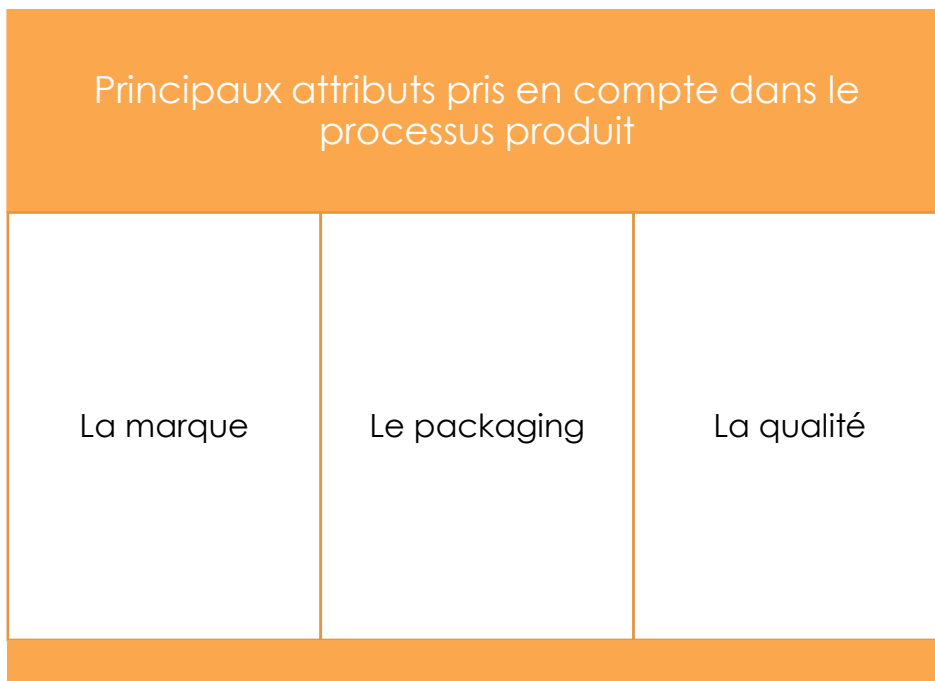 Principaux attributs pris en compte dans le
processus produit
La marque
Le packaging
La qualité